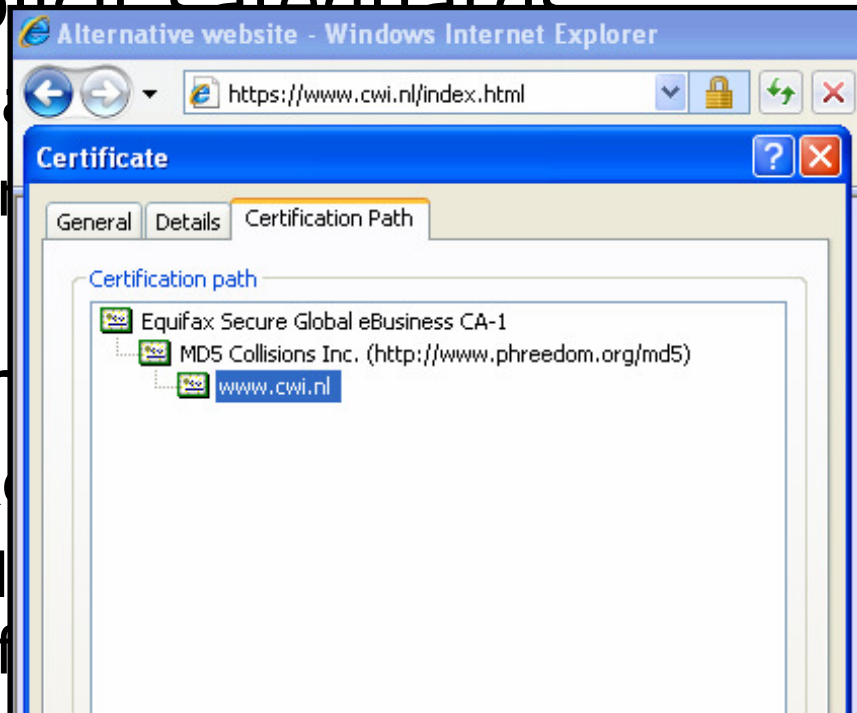 Alternative website - Windows Internet Explorer
https://www.cwi.nl/index.html
Certificate
General Details Certification Path
Certification path
Equifax Secure Global eBusiness CA-1
MD5 Collisions Inc. (http://www.phreedom.org/md5)
www.cwi.nl